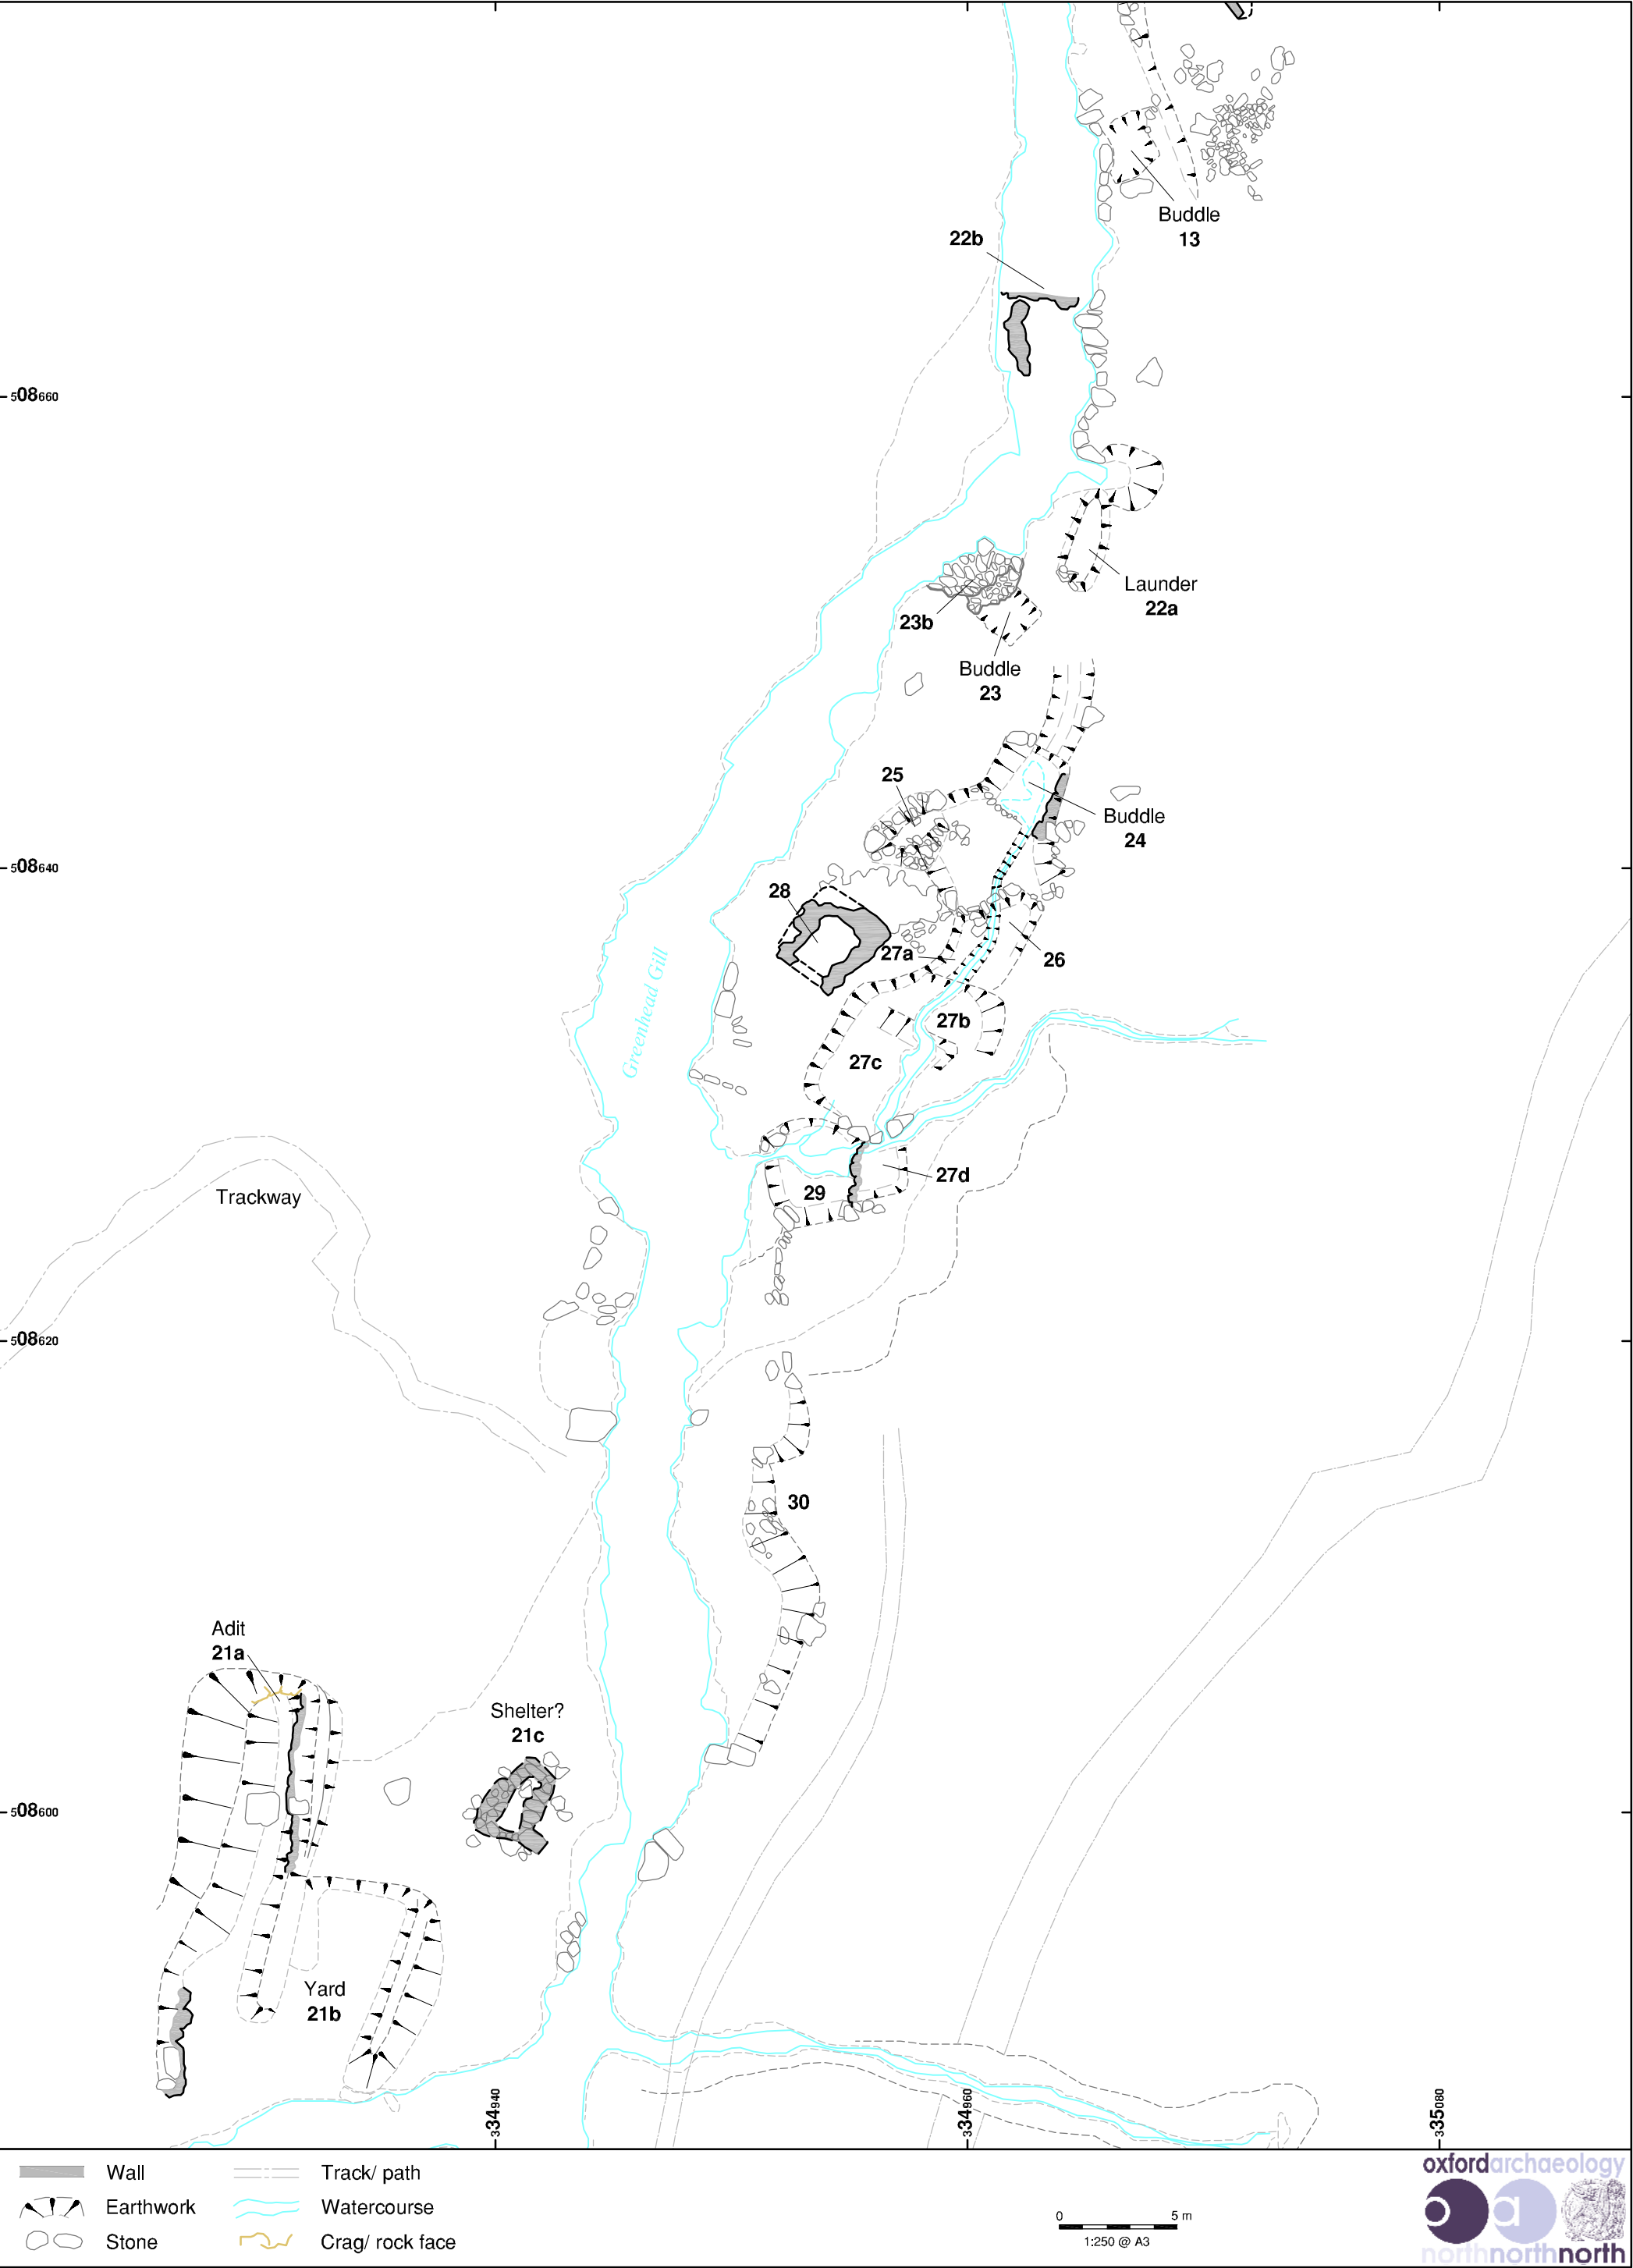 Buddle
13
22b
508660
Launder
22a
23b
Buddle
23
25
Buddle
24
508640
28
27a
26
Greenhead Gill
27b
27c
27d
Trackway
29
508620
30
Adit
21a
Shelter?
21c
508600
Yard
21b
334940
334960
335080
Wall
Track/ path
Earthwork
Watercourse
Stone
Crag/ rock face
0 5 m
1:250 @ A3
oxfordarchaeology
oa
northnorthnorth